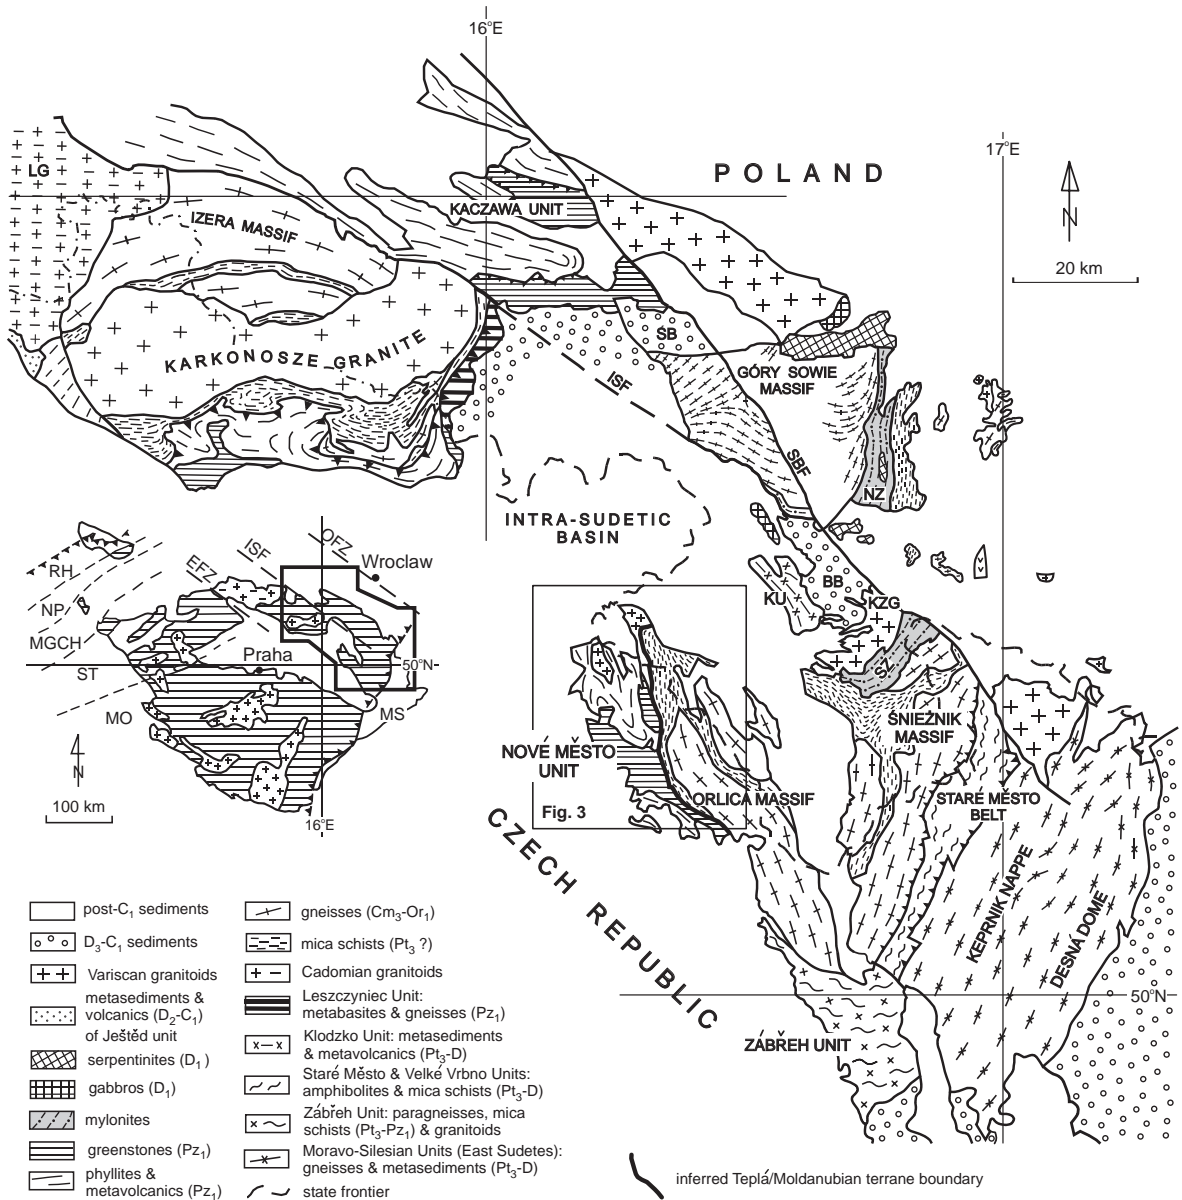 16°E
17°E
POLAND
N
20 km
LG
IZERA MASSIF
KACZAWA UNIT
KARKONOSZE GRANITE
SB
GÓRY SOWIE
MASSIF
ISF
SBF
NZ
INTRA-SUDETIC
BASIN
BB
KU
KZG
SZ
ŚNIEŻNIK
MASSIF
NOVÉ MĚSTO
UNIT
ORLICA MASSIF
Fig. 3
STARÉ MĚSTO
BELT
KEPRNIK NAPPE
DESNÁ DOME
CZECH REPUBLIC
50°N
ZÁBŘEH UNIT
RH
NP
MGCH
ST
MO
EFZ
ISF
OFZ
Wroclaw
Praha
50°N
MS
N
100 km
16°E
post-C1 sediments
D3-C1 sediments
Variscan granitoids
metasediments &
volcanics (D2-C1)
of Ještěd unit
serpentinites (D1)
gabbros (D1)
mylonites
greenstones (Pz1)
phyllites &
metavolcanics (Pz1)
gneisses (Cm3-Or1)
mica schists (Pt3 ?)
Cadomian granitoids
Leszczyniec Unit:
metabasites & gneisses (Pz1)
Klodzko Unit: metasediments
& metavolcanics (Pt3-D)
Staré Město & Velké Vrbno Units:
amphibolites & mica schists (Pt3-D)
Zábřeh Unit: paragneisses, mica
schists (Pt3-Pz1) & granitoids
Moravo-Silesian Units (East Sudetes):
gneisses & metasediments (Pt3-D)
state frontier
inferred Teplá/Moldanubian terrane boundary